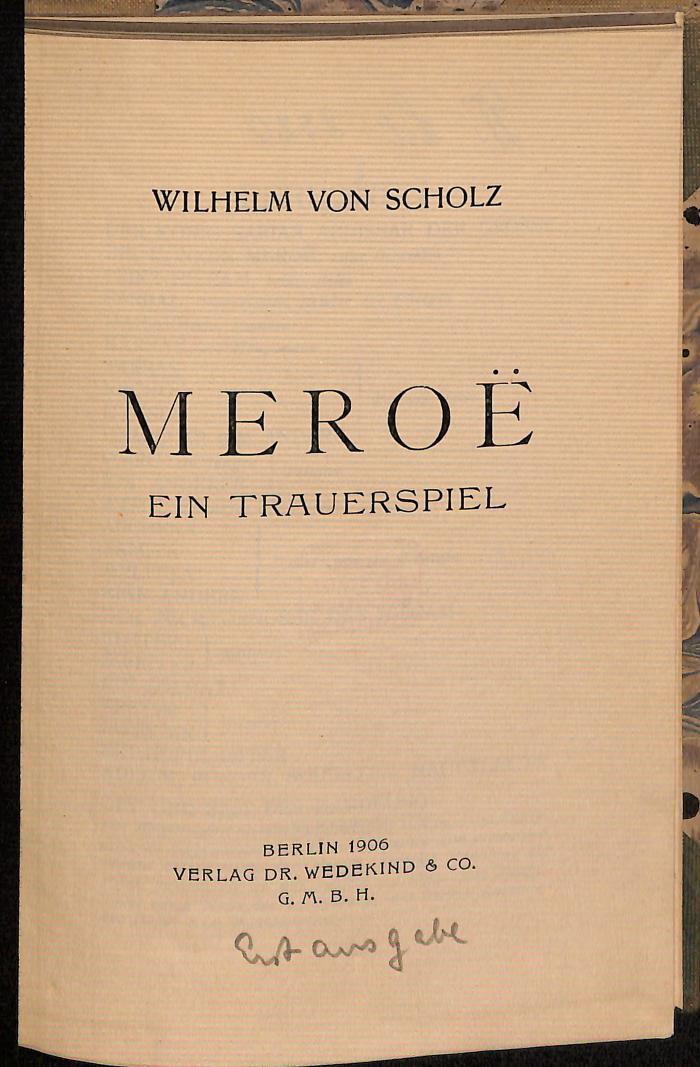 WILHELM VON SCHOLZ
MEROË
EIN TRAUERSPIEL
BERLIN 1906
VERLAG DR. WEDEKIND & CO.
G. M. B. H.
Erstausgabe